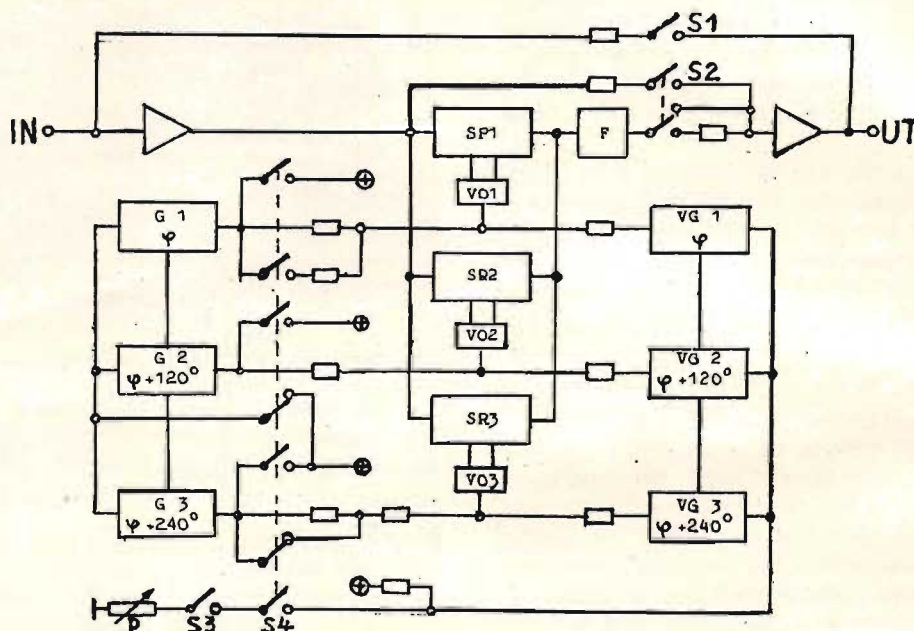 S1
S2
IN
SP1
F
UT
VO1
G 1
φ
VG 1
φ
SR2
VO2
G 2
φ+120°
VG 2
φ+120°
SR3
VO3
G 3
φ+240°
VG 3
φ+240°
P
S3
S4